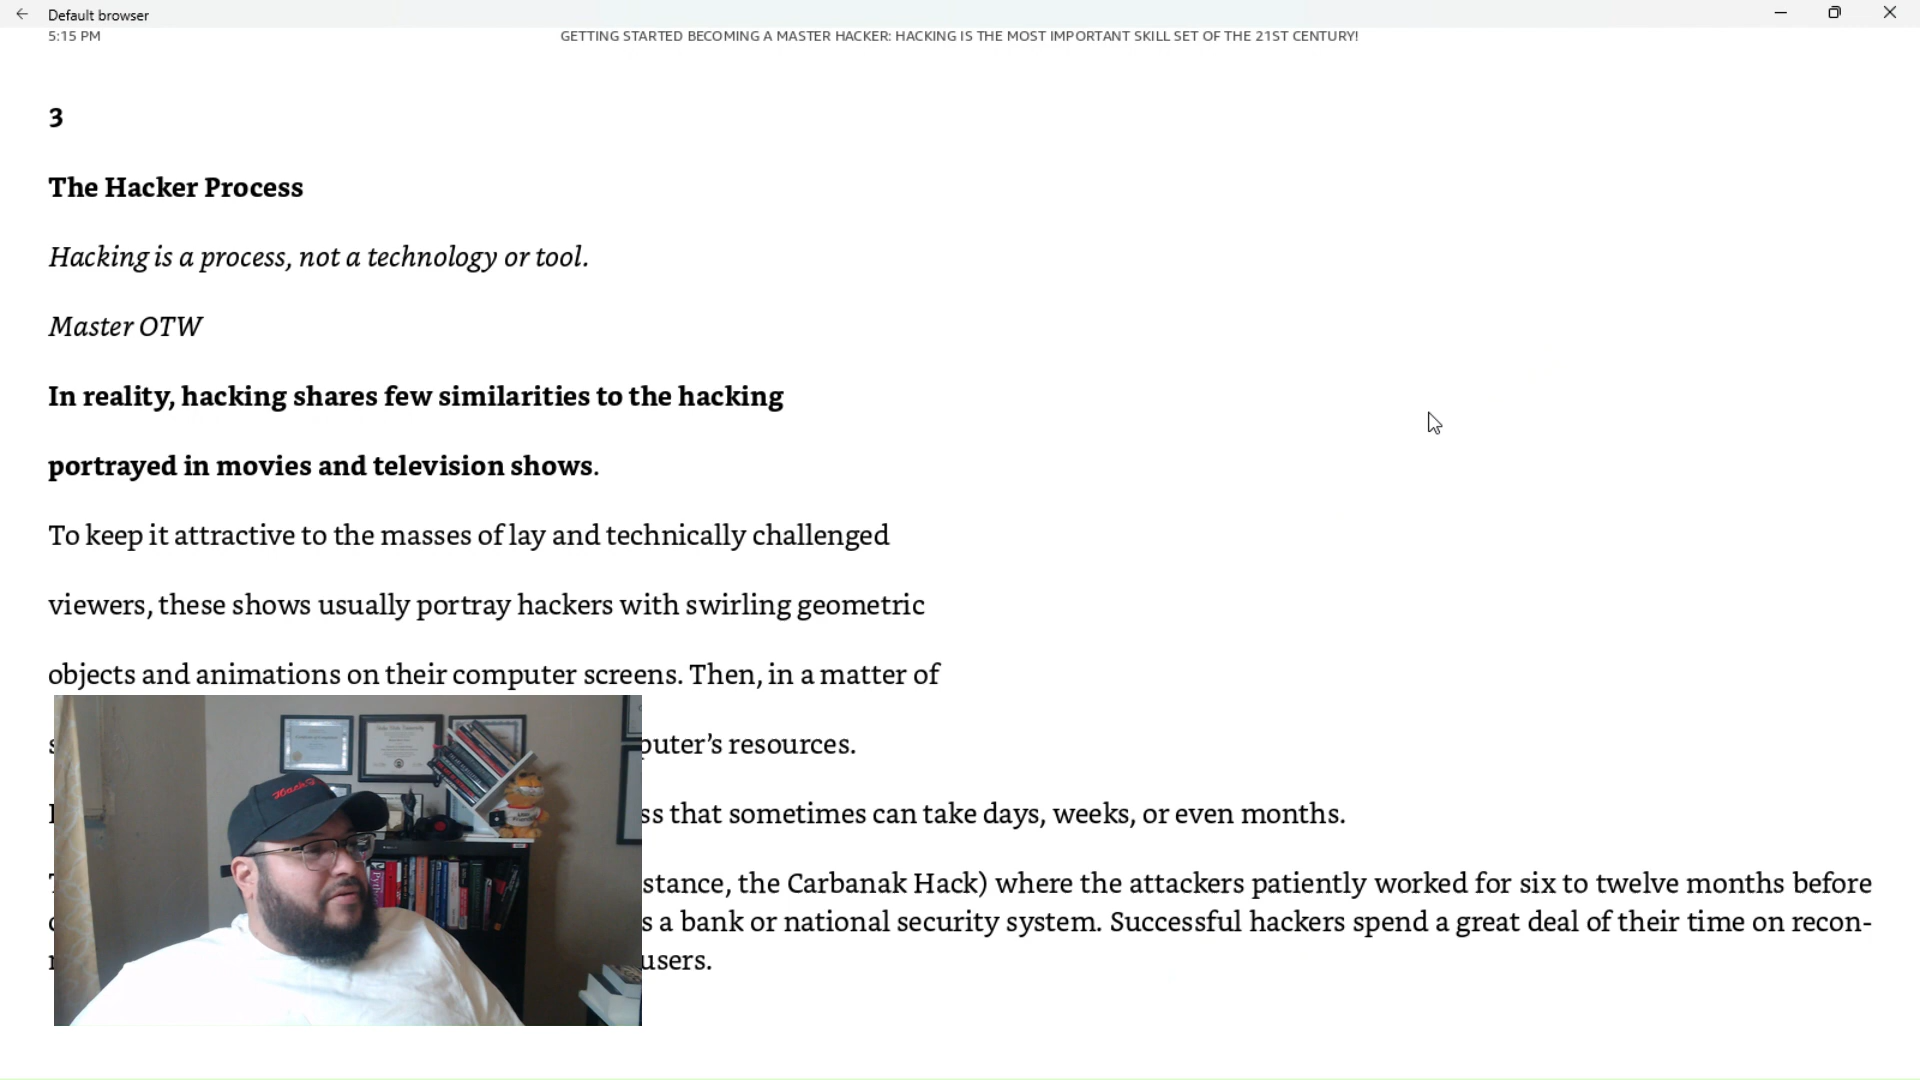 Default browser
5:15 PM
GETTING STARTED BECOMING A MASTER HACKER: HACKING IS THE MOST IMPORTANT SKILL SET OF THE 21ST CENTURY!
3
The Hacker Process
Hacking is a process, not a technology or tool.
Master OTW
In reality, hacking shares few similarities to the hacking
portrayed in movies and television shows.
To keep it attractive to the masses of lay and technically challenged
viewers, these shows usually portray hackers with swirling geometric
objects and animations on their computer screens. Then, in a matter of
resources.
that sometimes can take days, weeks, or even months.
the Carbanak Hack) where the attackers patiently worked for six to twelve months before
a bank or national security system. Successful hackers spend a great deal of their time on recon-
users.